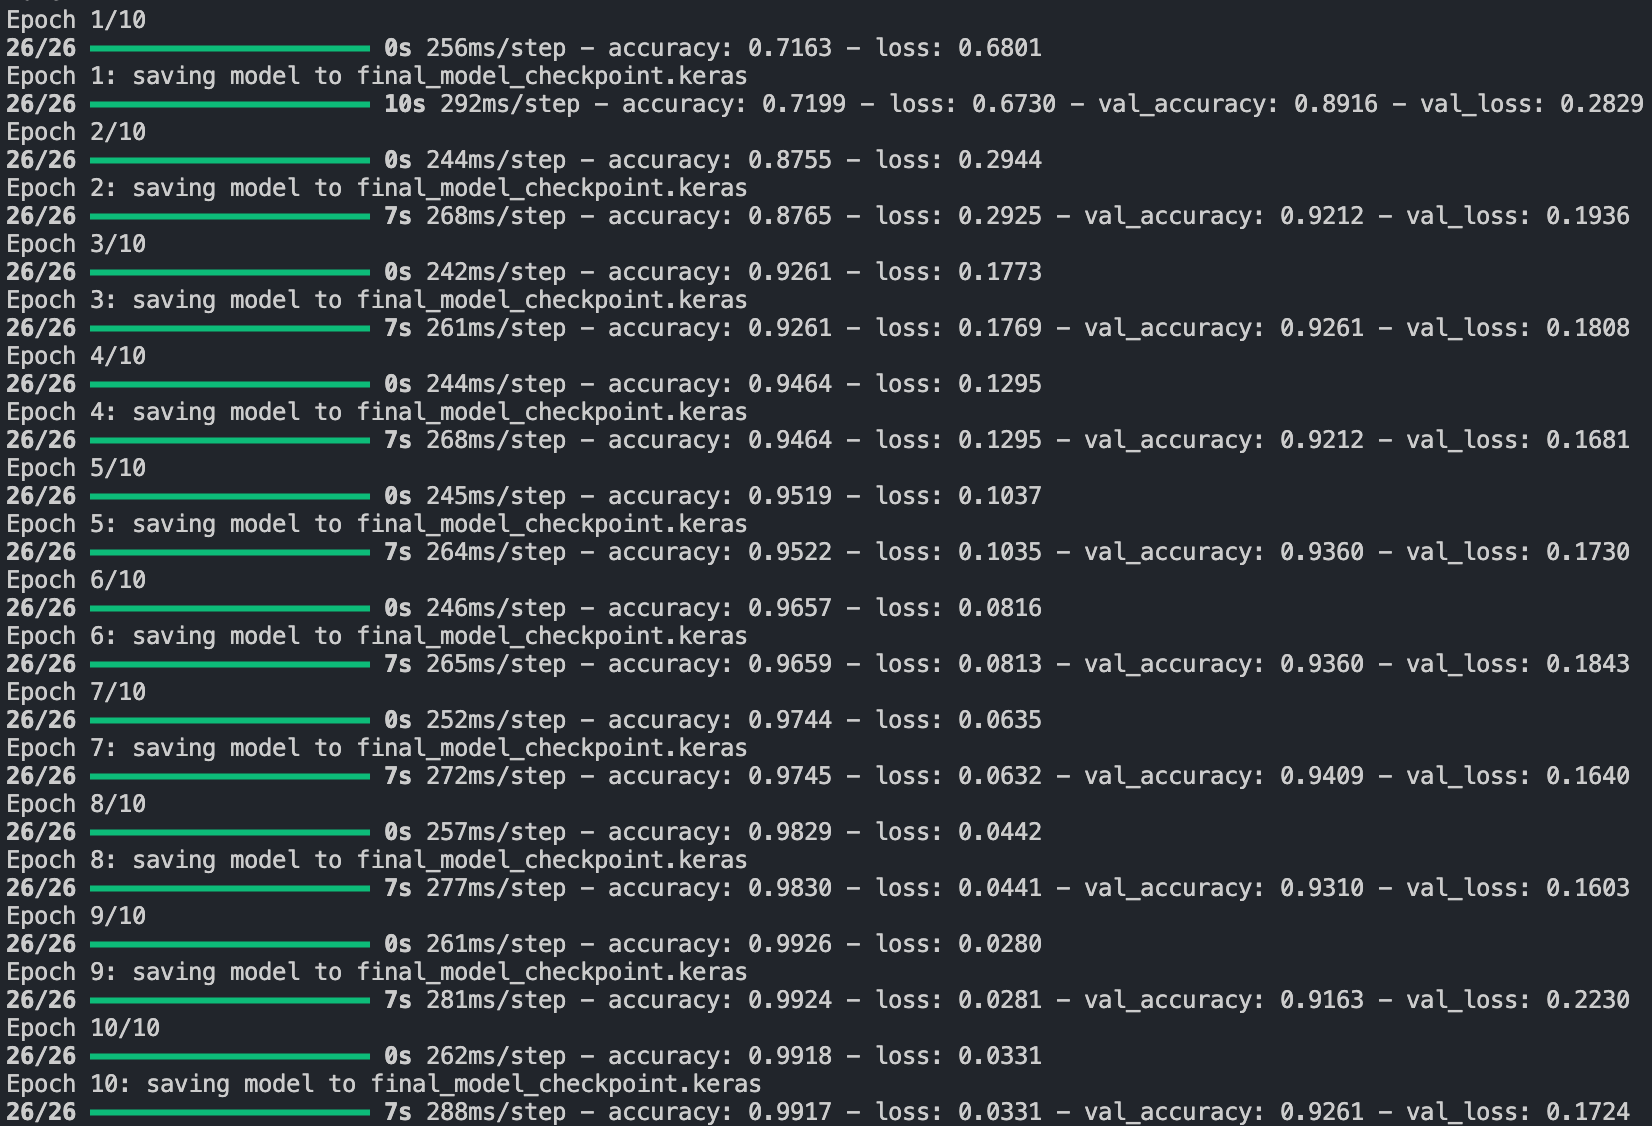 Epoch 1/10
26/26 ━━━━━━━━━━━━━━━━━━━━ 0s 256ms/step - accuracy: 0.7163 - loss: 0.6801
Epoch 1: saving model to final_model_checkpoint.keras
26/26 ━━━━━━━━━━━━━━━━━━━━ 10s 292ms/step - accuracy: 0.7199 - loss: 0.6730 - val_accuracy: 0.8916 - val_loss: 0.2829
Epoch 2/10
26/26 ━━━━━━━━━━━━━━━━━━━━ 0s 244ms/step - accuracy: 0.8755 - loss: 0.2944
Epoch 2: saving model to final_model_checkpoint.keras
26/26 ━━━━━━━━━━━━━━━━━━━━ 7s 268ms/step - accuracy: 0.8765 - loss: 0.2925 - val_accuracy: 0.9212 - val_loss: 0.1936
Epoch 3/10
26/26 ━━━━━━━━━━━━━━━━━━━━ 0s 242ms/step - accuracy: 0.9261 - loss: 0.1773
Epoch 3: saving model to final_model_checkpoint.keras
26/26 ━━━━━━━━━━━━━━━━━━━━ 7s 261ms/step - accuracy: 0.9261 - loss: 0.1769 - val_accuracy: 0.9261 - val_loss: 0.1808
Epoch 4/10
26/26 ━━━━━━━━━━━━━━━━━━━━ 0s 244ms/step - accuracy: 0.9464 - loss: 0.1295
Epoch 4: saving model to final_model_checkpoint.keras
26/26 ━━━━━━━━━━━━━━━━━━━━ 7s 268ms/step - accuracy: 0.9464 - loss: 0.1295 - val_accuracy: 0.9212 - val_loss: 0.1681
Epoch 5/10
26/26 ━━━━━━━━━━━━━━━━━━━━ 0s 245ms/step - accuracy: 0.9519 - loss: 0.1037
Epoch 5: saving model to final_model_checkpoint.keras
26/26 ━━━━━━━━━━━━━━━━━━━━ 7s 264ms/step - accuracy: 0.9522 - loss: 0.1035 - val_accuracy: 0.9360 - val_loss: 0.1730
Epoch 6/10
26/26 ━━━━━━━━━━━━━━━━━━━━ 0s 246ms/step - accuracy: 0.9657 - loss: 0.0816
Epoch 6: saving model to final_model_checkpoint.keras
26/26 ━━━━━━━━━━━━━━━━━━━━ 7s 265ms/step - accuracy: 0.9659 - loss: 0.0813 - val_accuracy: 0.9360 - val_loss: 0.1843
Epoch 7/10
26/26 ━━━━━━━━━━━━━━━━━━━━ 0s 252ms/step - accuracy: 0.9744 - loss: 0.0635
Epoch 7: saving model to final_model_checkpoint.keras
26/26 ━━━━━━━━━━━━━━━━━━━━ 7s 272ms/step - accuracy: 0.9745 - loss: 0.0632 - val_accuracy: 0.9409 - val_loss: 0.1640
Epoch 8/10
26/26 ━━━━━━━━━━━━━━━━━━━━ 0s 257ms/step - accuracy: 0.9829 - loss: 0.0442
Epoch 8: saving model to final_model_checkpoint.keras
26/26 ━━━━━━━━━━━━━━━━━━━━ 7s 277ms/step - accuracy: 0.9830 - loss: 0.0441 - val_accuracy: 0.9310 - val_loss: 0.1603
Epoch 9/10
26/26 ━━━━━━━━━━━━━━━━━━━━ 0s 261ms/step - accuracy: 0.9926 - loss: 0.0280
Epoch 9: saving model to final_model_checkpoint.keras
26/26 ━━━━━━━━━━━━━━━━━━━━ 7s 281ms/step - accuracy: 0.9924 - loss: 0.0281 - val_accuracy: 0.9163 - val_loss: 0.2230
Epoch 10/10
26/26 ━━━━━━━━━━━━━━━━━━━━ 0s 262ms/step - accuracy: 0.9918 - loss: 0.0331
Epoch 10: saving model to final_model_checkpoint.keras
26/26 ━━━━━━━━━━━━━━━━━━━━ 7s 288ms/step - accuracy: 0.9917 - loss: 0.0331 - val_accuracy: 0.9261 - val_loss: 0.1724